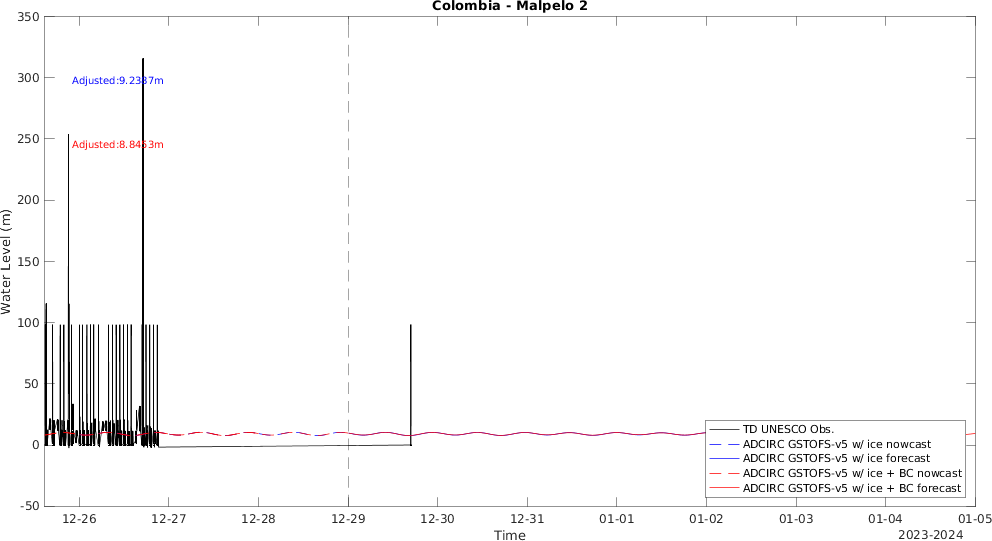 Colombia - Malpelo 2
350
300
250
200
150
100
50
0
-50
Water Level (m)
Adjusted:9.2387m
Adjusted:8.8453m
TD UNESCO Obs.
ADCIRC GSTOFS-v5 w/ ice nowcast
ADCIRC GSTOFS-v5 w/ ice forecast
ADCIRC GSTOFS-v5 w/ ice + BC nowcast
ADCIRC GSTOFS-v5 w/ ice + BC forecast
12-26 12-27 12-28 12-29 12-30 12-31 01-01 01-02 01-03 01-04 01-05
Time
2023-2024